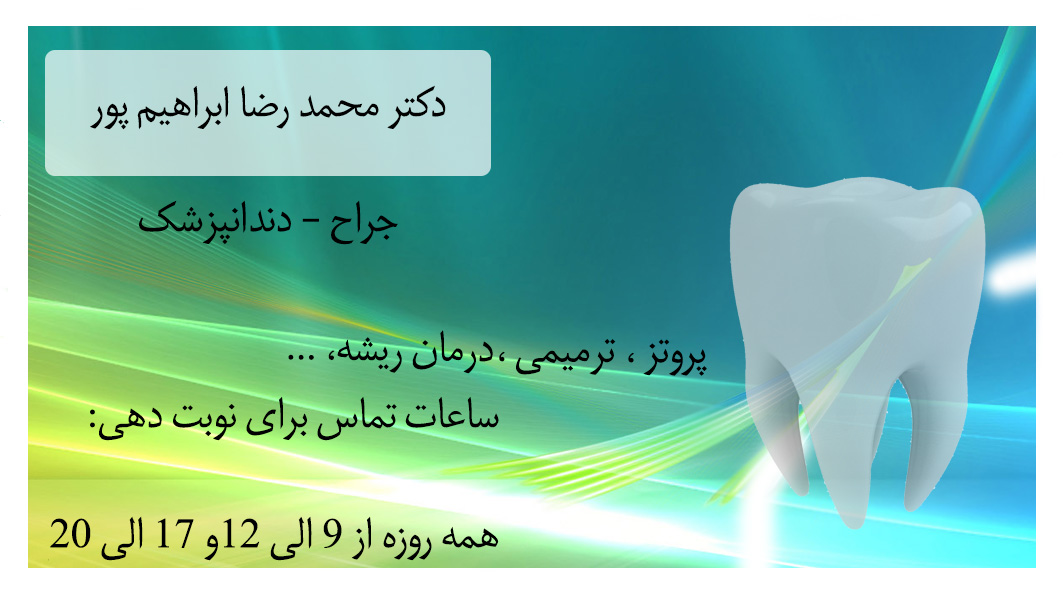 دکتر محمد رضا ابراهیم پور
جراح - دندانپزشک
پروتز ، ترمیمی ،درمان ریشه، ...
ساعات تماس برای نوبت دهی:
همه روزه از 9 الی 12و 17 الی 20